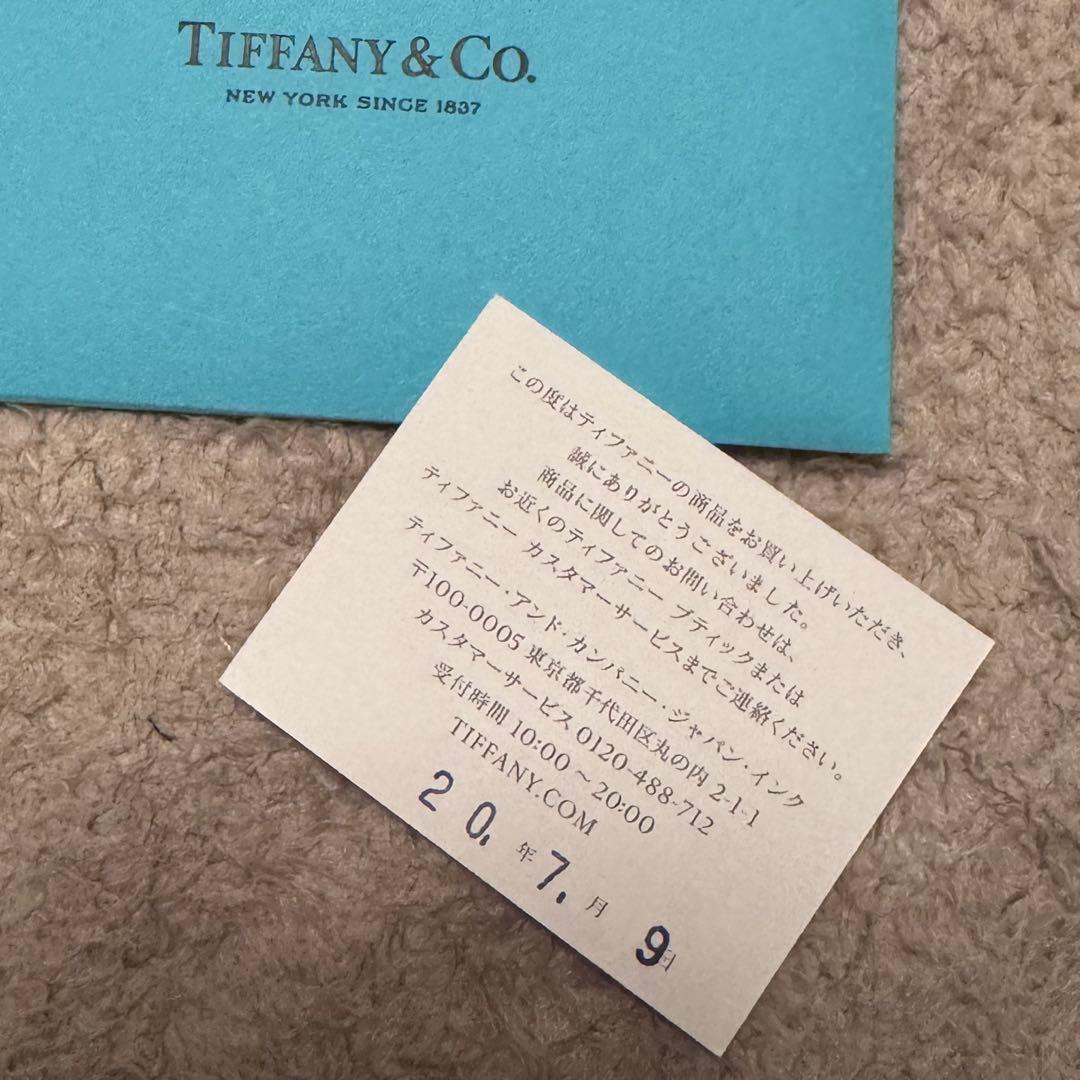 TIFFANY & CO.
NEW YORK SINCE 1837
この度はティファニーの商品をお買い上げいただき、
誠にありがとうございました。
商品に関してのお問い合わせは、
お近くのティファニー ブティックまたは
ティファニー カスタマーサービスまでご連絡ください。
ティファニー・アンド・カンパニー・ジャパン・インク
〒100-0005 東京都千代田区丸の内 2-1-1
カスタマーサービス 0120-488-712
受付時間 10:00～20:00
TIFFANY.COM
20. 年 7. 月 9 日